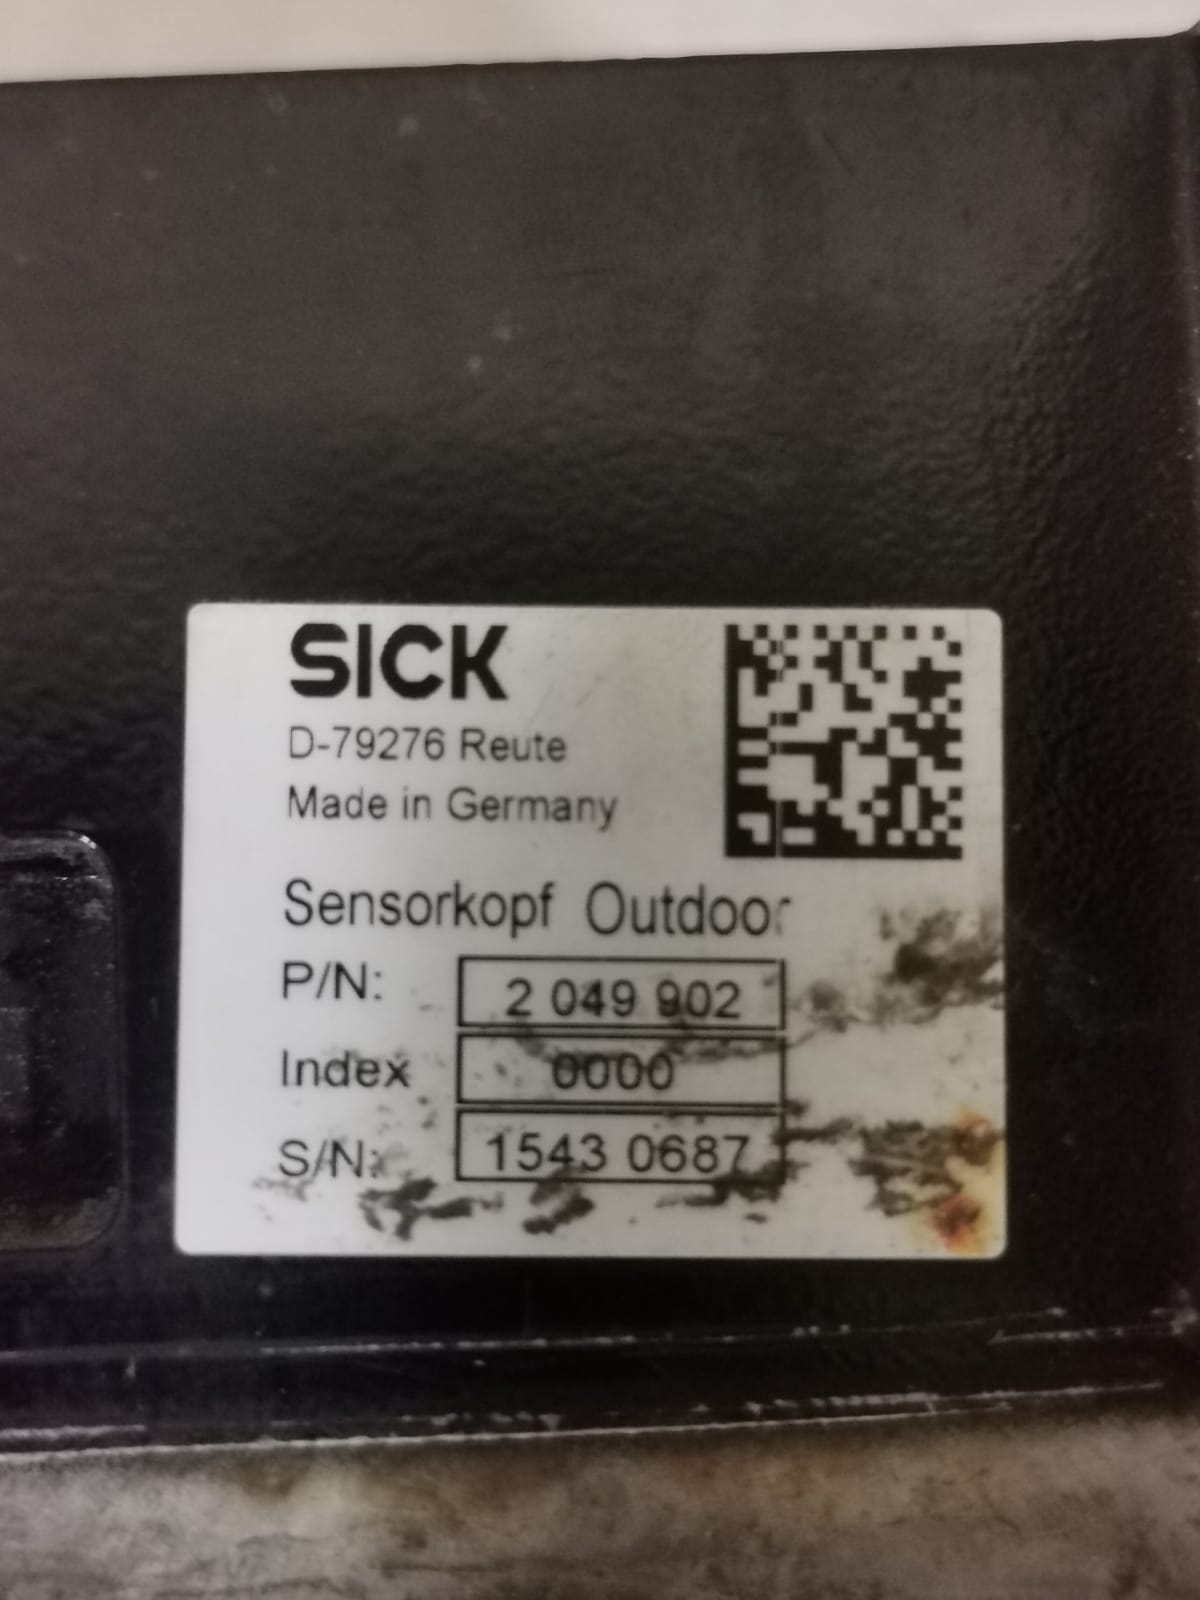 SICK
D-79276 Reute
Made in Germany
Sensorkopf Outdoor
P/N: 2 049 902
Index 0000
S/N: 1543 0687